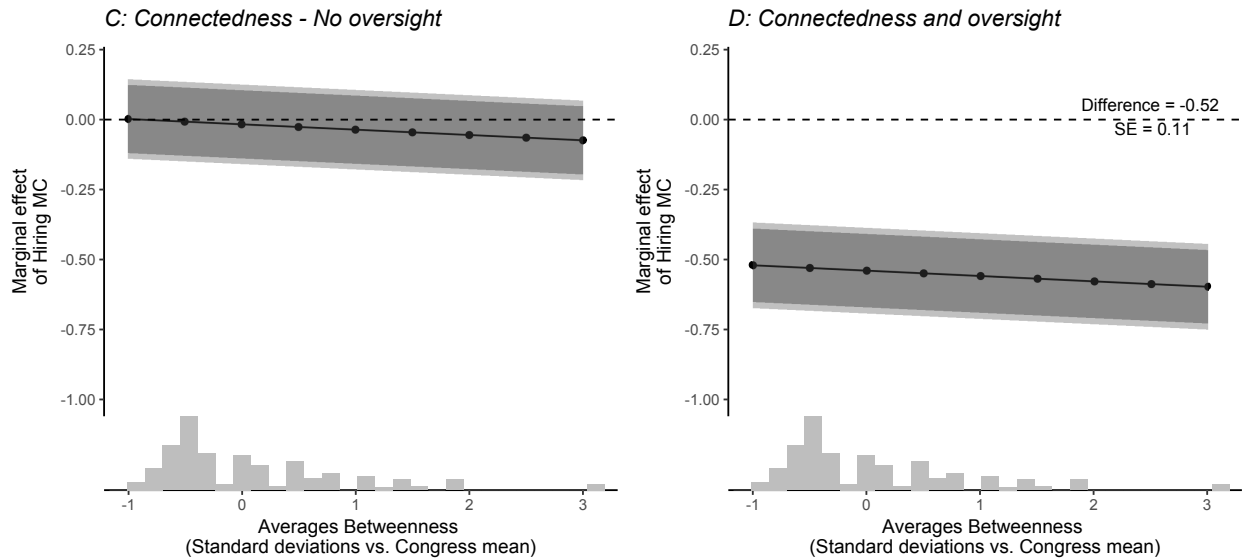 C: Connectedness - No oversight
0.25
0.00
-0.25
-0.50
-0.75
-1.00
Marginal effect
of Hiring MC
-1 0 1 2 3
Averages Betweenness
(Standard deviations vs. Congress mean)
D: Connectedness and oversight
0.25
0.00
-0.25
-0.50
-0.75
-1.00
Marginal effect
of Hiring MC
Difference = -0.52
SE = 0.11
-1 0 1 2 3
Averages Betweenness
(Standard deviations vs. Congress mean)